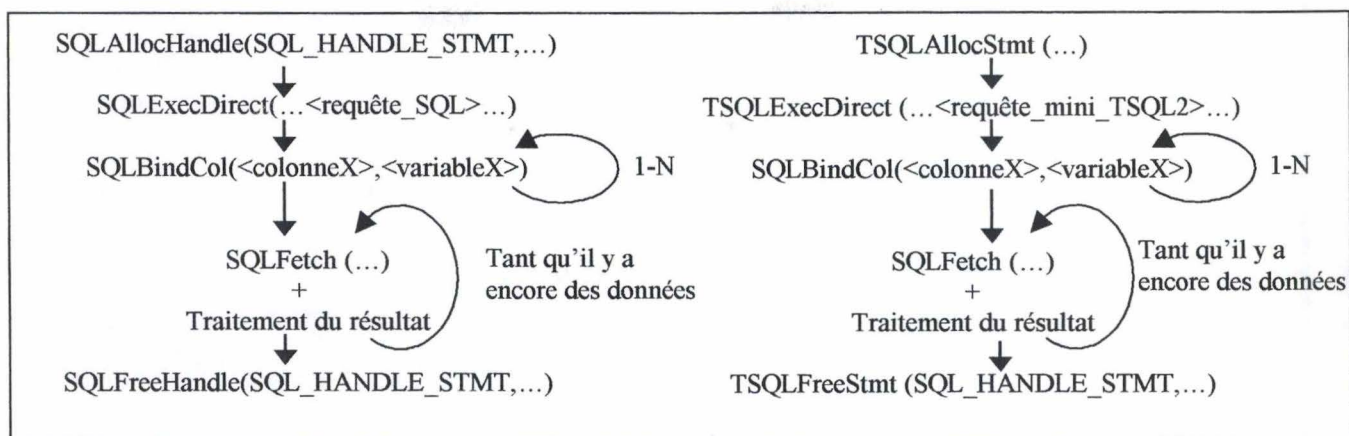 SQLAllocHandle(SQL_HANDLE_STMT,…)
SQLExecDirect(…<requête_SQL>…)
SQLBindCol(<colonneX>,<variableX>)
1-N
SQLFetch (…)
+
Traitement du résultat
Tant qu'il y a
encore des données
SQLFreeHandle(SQL_HANDLE_STMT,…)
TSQLAllocStmt (…)
TSQLExecDirect (…<requête_mini_TSQL2>…)
SQLBindCol(<colonneX>,<variableX>)
1-N
SQLFetch (…)
+
Traitement du résultat
Tant qu'il y a
encore des données
TSQLFreeStmt (SQL_HANDLE_STMT,…)